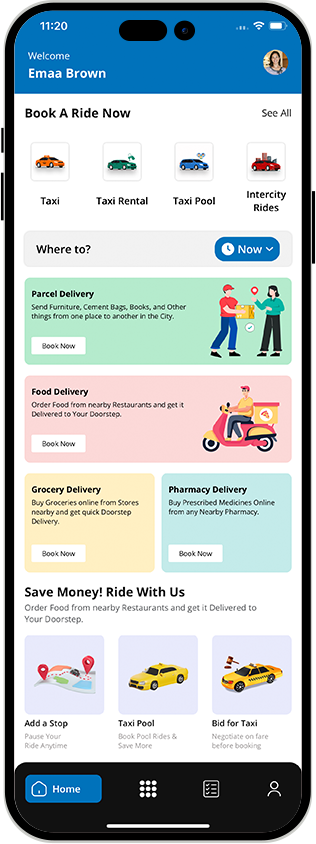 11:20
Welcome
Emaa Brown
Book A Ride Now
See All
Taxi
Taxi Rental
Taxi Pool
Intercity
Rides
Where to?
Now
Parcel Delivery
Send Furniture, Cement Bags, Books, and Other
things from one place to another in the City.
Book Now
Food Delivery
Order Food from nearby Restaurants and get it
Delivered to Your Doorstep.
Book Now
Grocery Delivery
Buy Groceries online from Stores
nearby and get quick Doorstep
Delivery.
Book Now
Pharmacy Delivery
Buy Prescribed Medicines Online
from any Nearby Pharmacy.
Book Now
Save Money! Ride With Us
Order Food from nearby Restaurants and get it Delivered to
Your Doorstep.
Add a Stop
Pause Your
Ride Anytime
Taxi Pool
Book Pool Rides &
Save More
Bid for Taxi
Negotiate on fare
before booking
Home